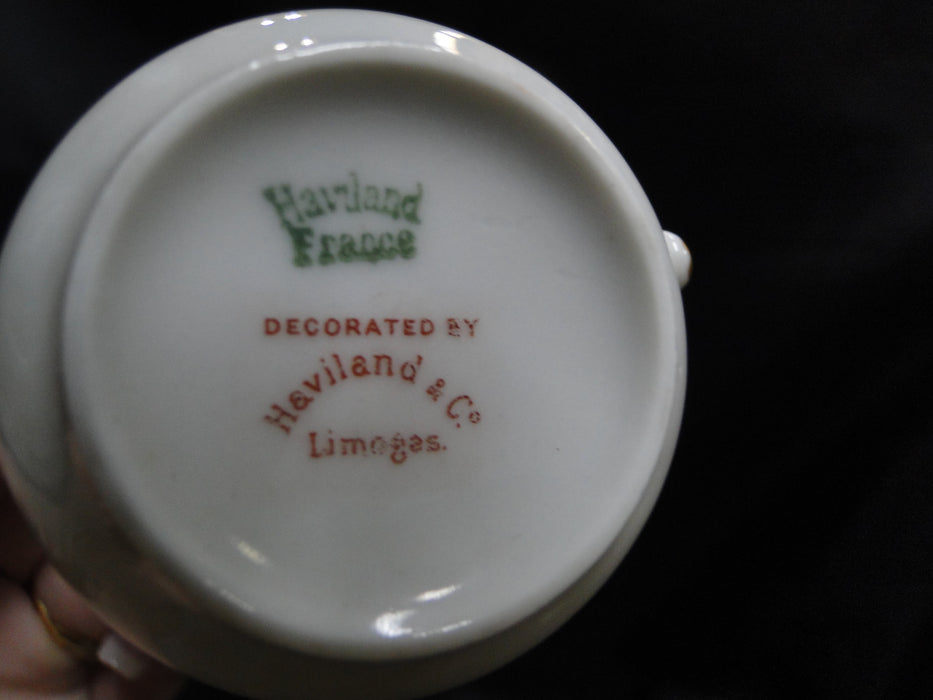 Haviland
France
DECORATED BY
Haviland & Co
Limoges.